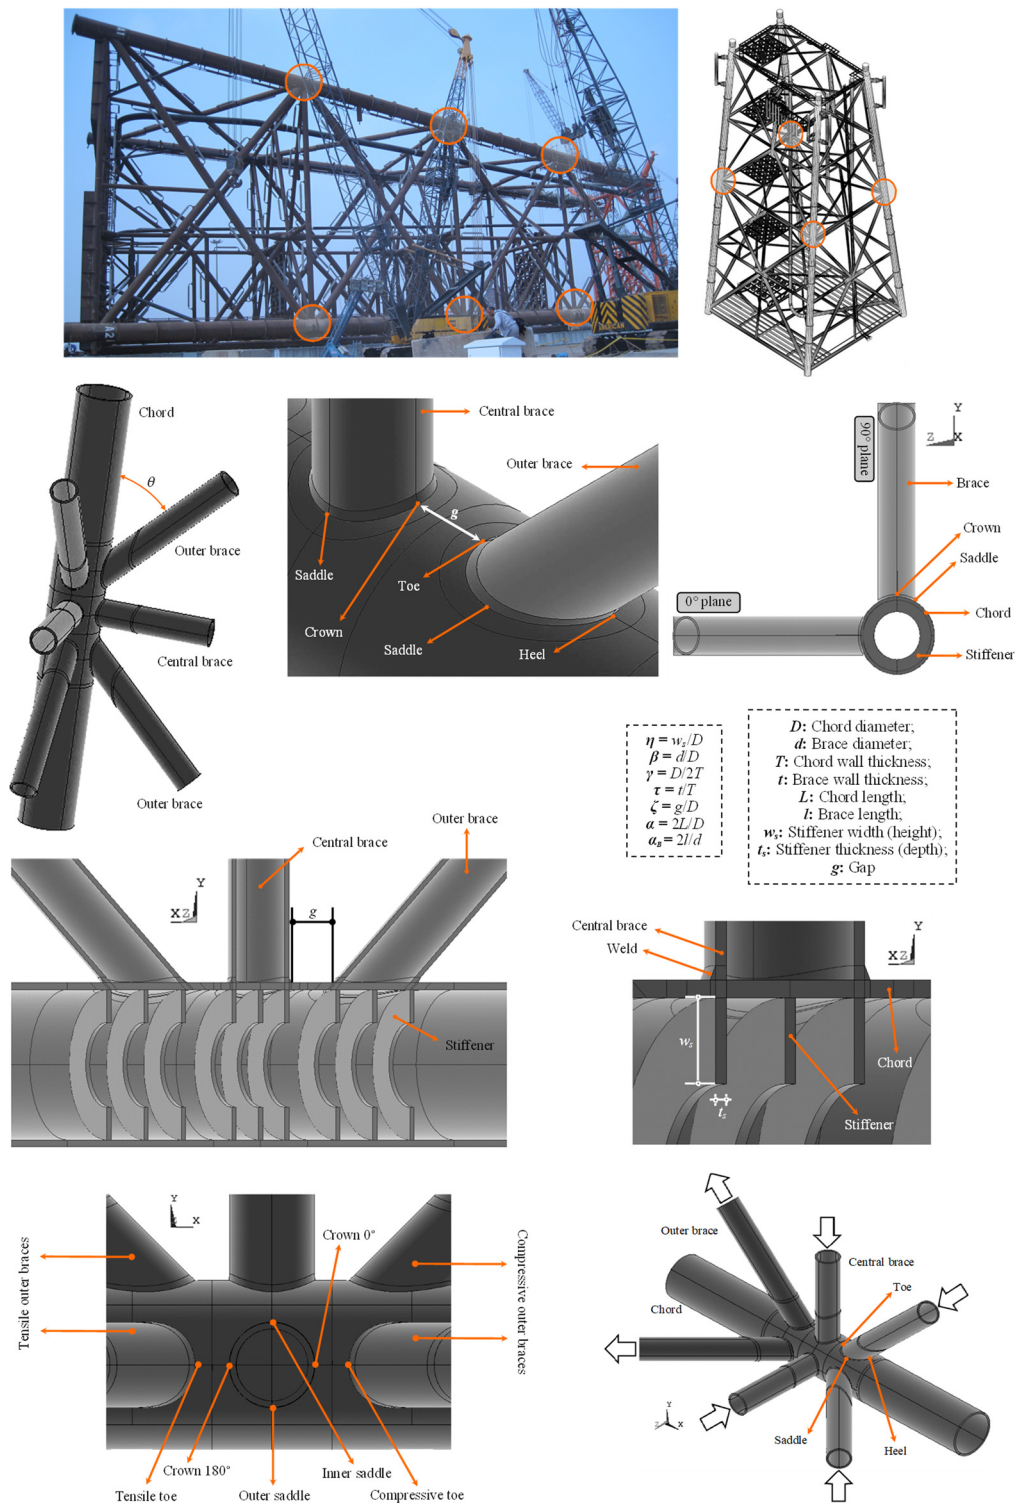 A2
Chord
θ
Outer brace
Central brace
Outer brace
Central brace
Outer brace
g
Saddle
Toe
Crown
Saddle
Heel
90° plane
Y
Z
X
Brace
Crown
Saddle
0° plane
Chord
Stiffener
η = wₛ/D
β = d/D
γ = D/2T
τ = t/T
ζ = g/D
α = 2L/D
α_B = 2l/d
D: Chord diameter;
d: Brace diameter;
T: Chord wall thickness;
t: Brace wall thickness;
L: Chord length;
l: Brace length;
wₛ: Stiffener width (height);
tₛ: Stiffener thickness (depth);
g: Gap
Outer brace
Central brace
Y
X Z
g
Stiffener
Central brace
Weld
Y
X Z
wₛ
Chord
tₛ
Stiffener
Y
Z
X
Crown 0°
Tensile outer braces
Compressive outer braces
Crown 180°
Inner saddle
Tensile toe
Outer saddle
Compressive toe
Outer brace
Central brace
Toe
Chord
Y
Z
X
Saddle
Heel